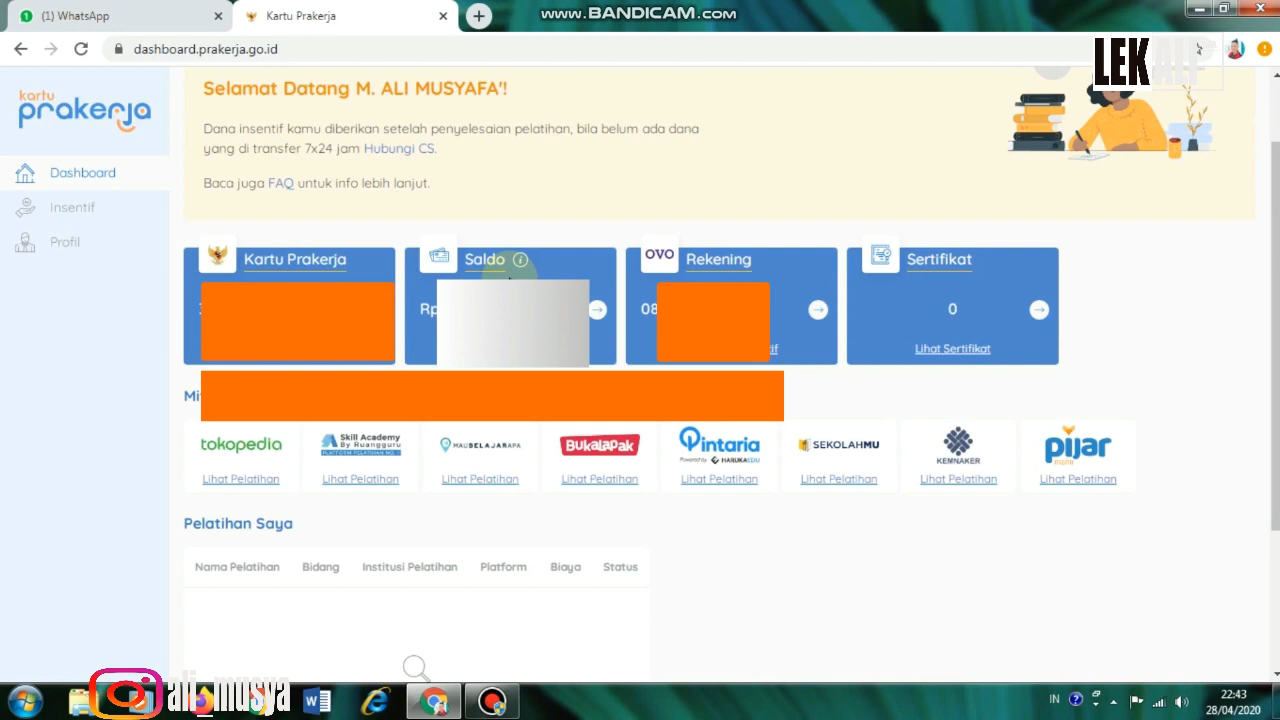 (1) WhatsApp
Kartu Prakerja
www.BANDICAM.com
dashboard.prakerja.go.id
LEK ALI
kartu
prakerja
Dashboard
Insentif
Profil
Selamat Datang M. ALI MUSYAFA'!
Dana insentif kamu diberikan setelah penyelesaian pelatihan, bila belum ada dana
yang di transfer 7x24 jam Hubungi CS.
Baca juga FAQ untuk info lebih lanjut.
Kartu Prakerja
Saldo
Rp
OVO Rekening
08
Sertifikat
0
Lihat Sertifikat
tokopedia
Lihat Pelatihan
Skill Academy
By Ruangguru
Lihat Pelatihan
MAUBELAJARAPA
Lihat Pelatihan
Bukalapak
Lihat Pelatihan
Pintaria
Powered by HARUKAEDU
Lihat Pelatihan
SEKOLAHMU
Lihat Pelatihan
KEMNAKER
Lihat Pelatihan
pijar
mahir
Lihat Pelatihan
Pelatihan Saya
Nama Pelatihan Bidang Institusi Pelatihan Platform Biaya Status
ali_musya
IN
22:43
28/04/2020